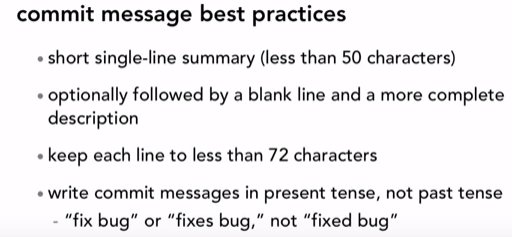 commit message best practices
• short single-line summary (less than 50 characters)
• optionally followed by a blank line and a more complete
description
• keep each line to less than 72 characters
• write commit messages in present tense, not past tense
- “fix bug” or “fixes bug,” not “fixed bug”